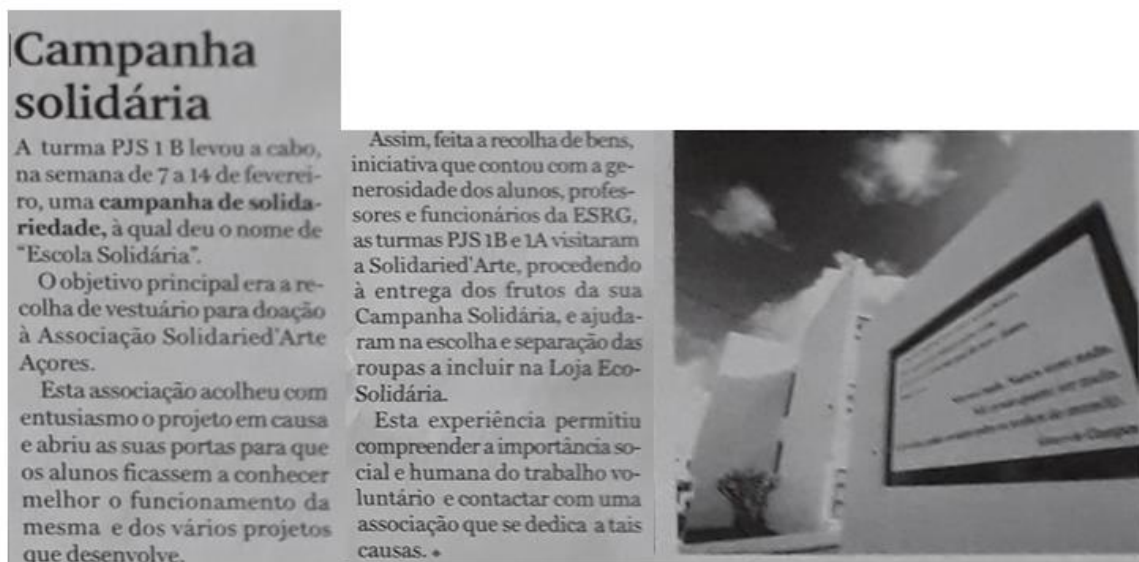 Campanha
solidária
A turma PJS 1 B levou a cabo,
na semana de 7 a 14 de feverei-
ro, uma campanha de solida-
riedade, à qual deu o nome de
“Escola Solidária”.
O objetivo principal era a re-
colha de vestuário para doação
à Associação Solidaried'Arte
Açores.
Esta associação acolheu com
entusiasmo o projeto em causa
e abriu as suas portas para que
os alunos ficassem a conhecer
melhor o funcionamento da
mesma e dos vários projetos
que desenvolve.
Assim, feita a recolha de bens,
iniciativa que contou com a ge-
nerosidade dos alunos, profes-
sores e funcionários da ESRG,
as turmas PJS 1B e 1A visitaram
a Solidaried'Arte, procedendo
à entrega dos frutos da sua
Campanha Solidária, e ajuda-
ram na escolha e separação das
roupas a incluir na Loja Eco-
Solidária.
Esta experiência permitiu
compreender a importância so-
cial e humana do trabalho vo-
luntário e contactar com uma
associação que se dedica a tais
causas.